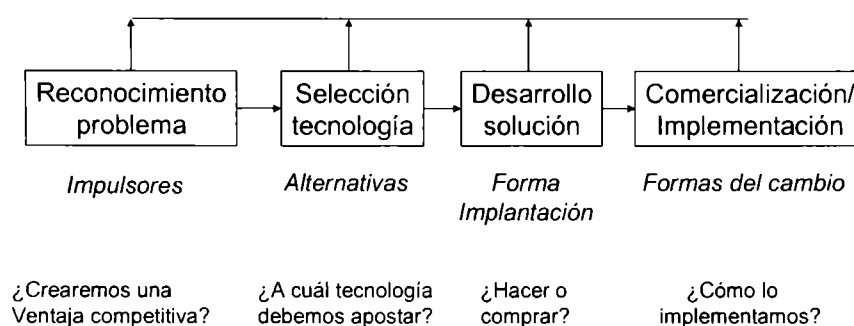 Reconocimiento
problema
Selección
tecnología
Desarrollo
solución
Comercialización/
Implementación
Impulsores
Alternativas
Forma
Implantación
Formas del cambio
¿Crearemos una
Ventaja competitiva?
¿A cuál tecnología
debemos apostar?
¿Hacer o
comprar?
¿Cómo lo
implementamos?